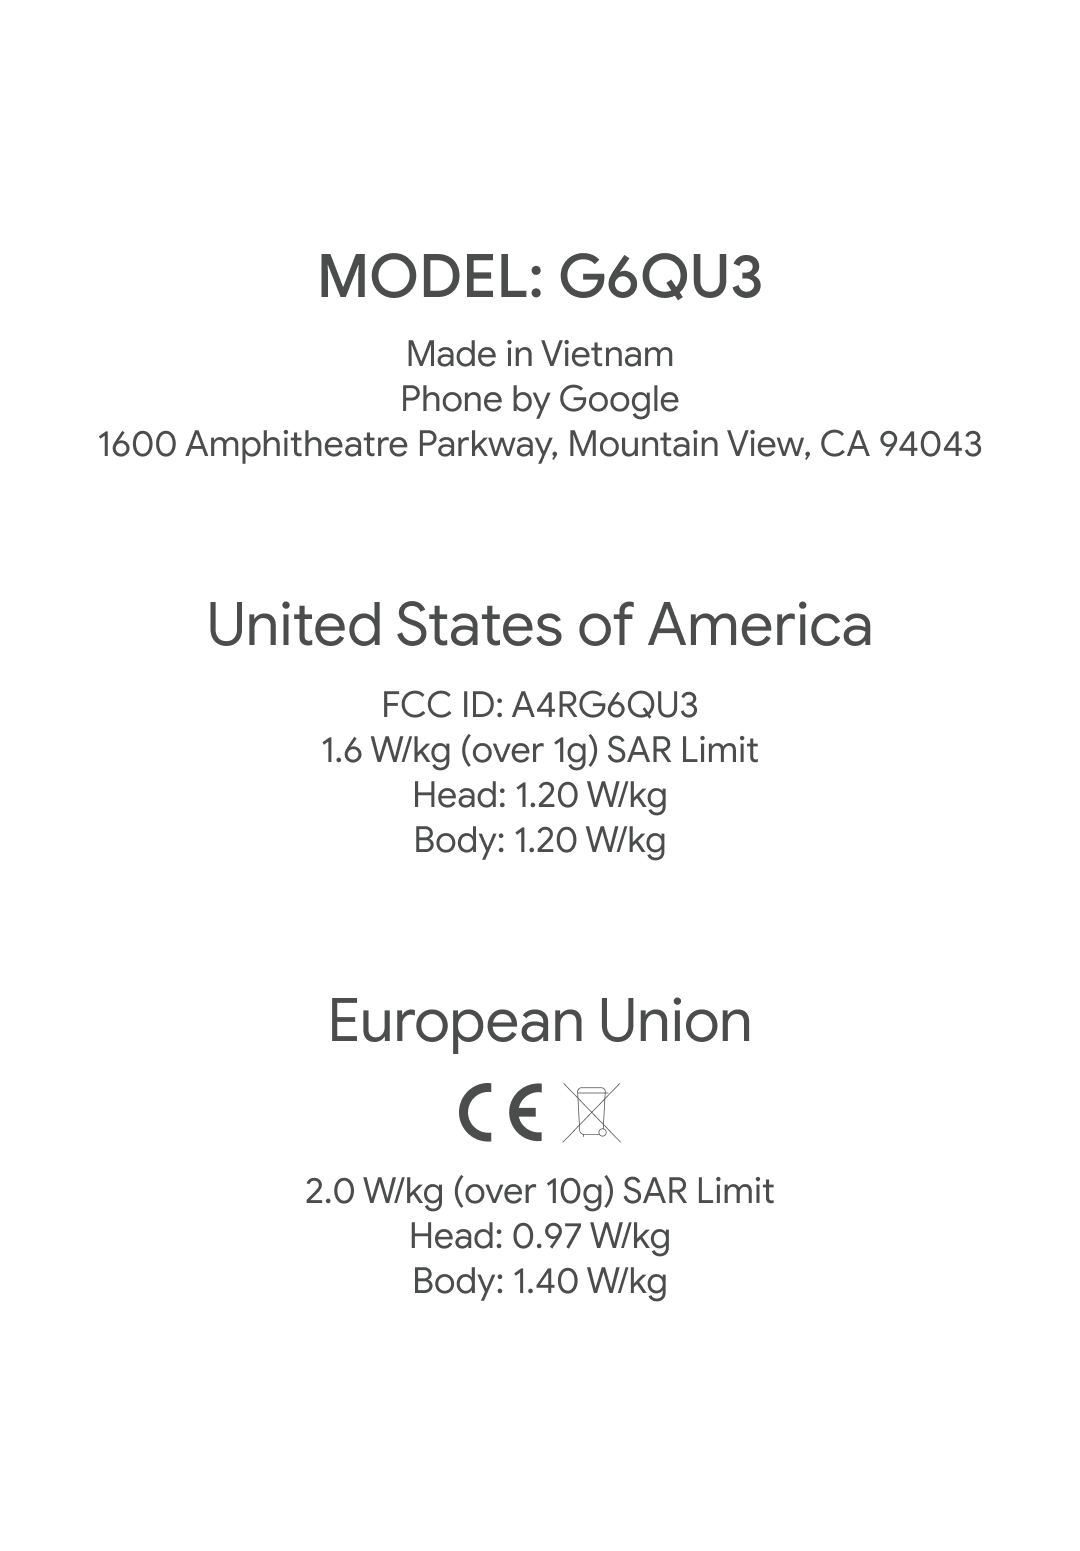 MODEL: G6QU3
Made in Vietnam
Phone by Google
1600 Amphitheatre Parkway, Mountain View, CA 94043
United States of America
FCC ID: A4RG6QU3
1.6 W/kg (over 1g) SAR Limit
Head: 1.20 W/kg
Body: 1.20 W/kg
European Union
CE
2.0 W/kg (over 10g) SAR Limit
Head: 0.97 W/kg
Body: 1.40 W/kg